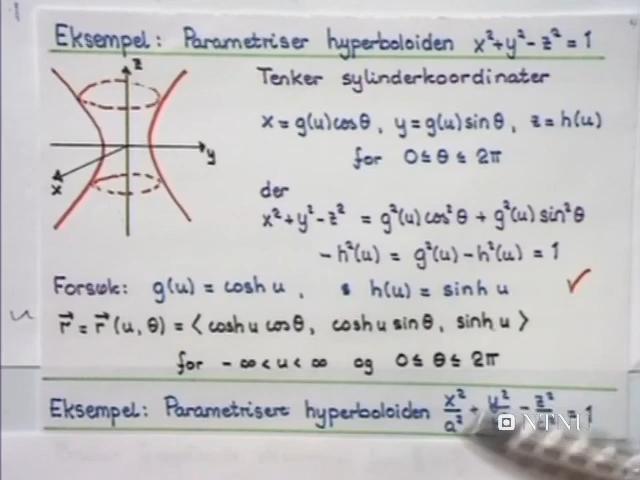 Eksempel: Parametriser hyperboloiden x²+y²-z² = 1
z
y
x
Tenker sylinderkoordinater
x = g(u)cosθ, y = g(u)sinθ, z = h(u)
for 0 ≤ θ ≤ 2π
der
x²+y²-z² = g²(u)cos²θ + g²(u)sin²θ
-h²(u) = g²(u)-h²(u) = 1
Forsøk: g(u) = cosh u, h(u) = sinh u ✓
r⃗ = r⃗(u, θ) = ⟨cosh u cosθ, cosh u sinθ, sinh u⟩
for -∞ < u < ∞ og 0 ≤ θ ≤ 2π
Eksempel: Parametriser hyperboloiden x²/a² + y² - z² = 1
NTNU